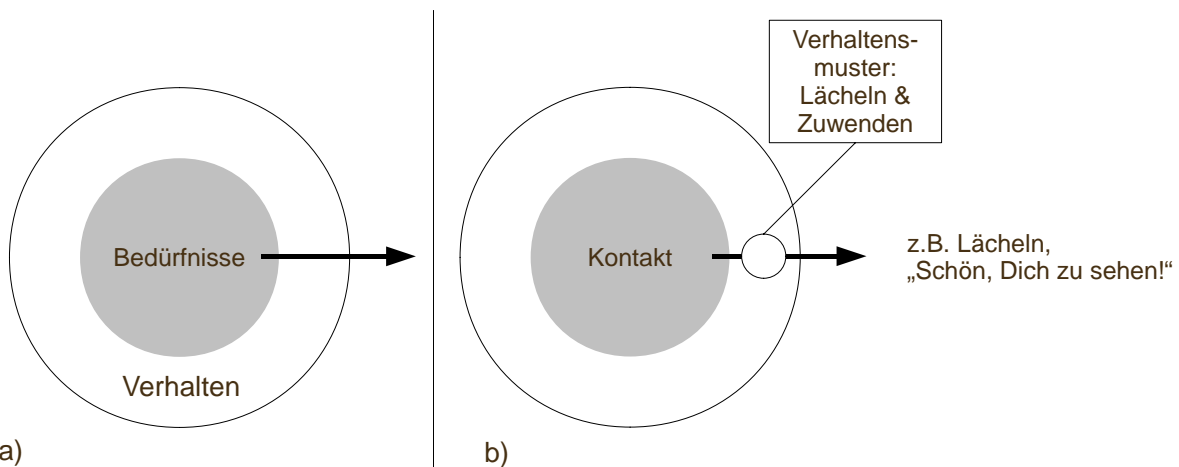 Bedürfnisse
Verhalten
a)
Verhaltens-
muster:
Lächeln &
Zuwenden
Kontakt
z.B. Lächeln,
„Schön, Dich zu sehen!“
b)